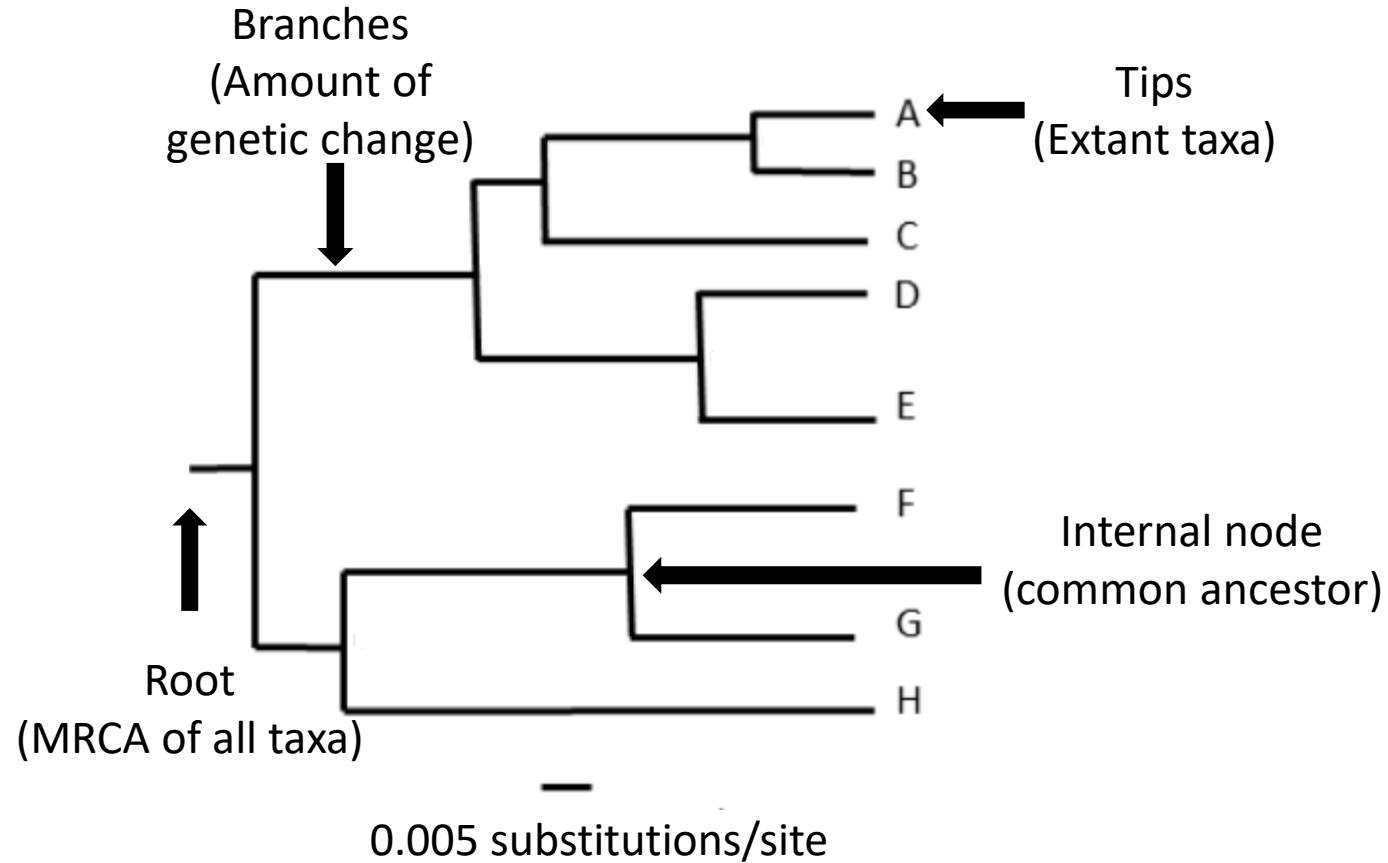 Branches
(Amount of
genetic change)
Tips
(Extant taxa)
A
B
C
D
E
F
G
H
Internal node
(common ancestor)
Root
(MRCA of all taxa)
0.005 substitutions/site